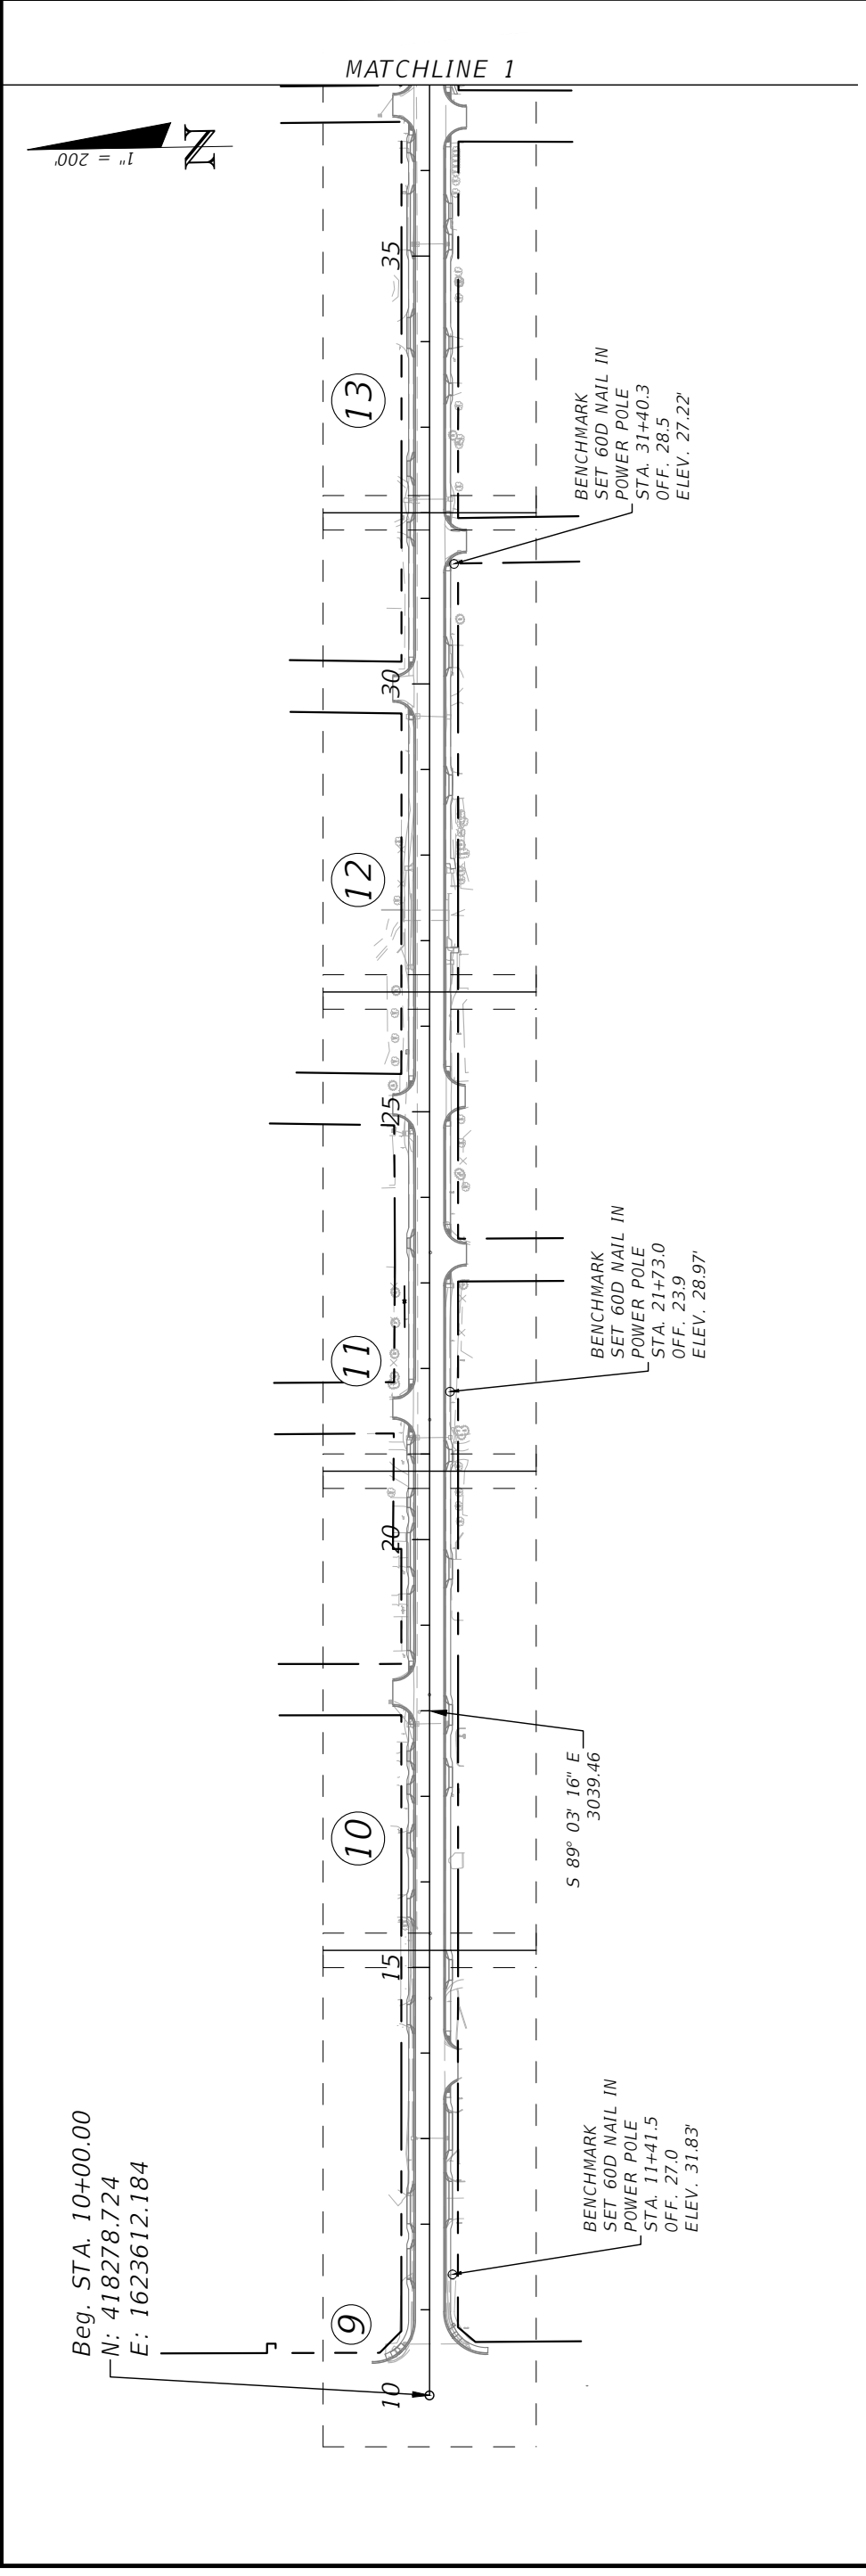 MATCHLINE 1
N
1" = 200'
35
13
BENCHMARK
SET 60D NAIL IN
POWER POLE
STA. 31+40.3
OFF. 28.5
ELEV. 27.22'
30
12
25
BENCHMARK
SET 60D NAIL IN
POWER POLE
STA. 21+73.0
OFF. 23.9
ELEV. 28.97'
11
20
S 89° 03' 16" E
3039.46
10
15
Beg. STA. 10+00.00
N: 418278.724
E: 1623612.184
BENCHMARK
SET 60D NAIL IN
POWER POLE
STA. 11+41.5
OFF. 27.0
ELEV. 31.83'
9
10